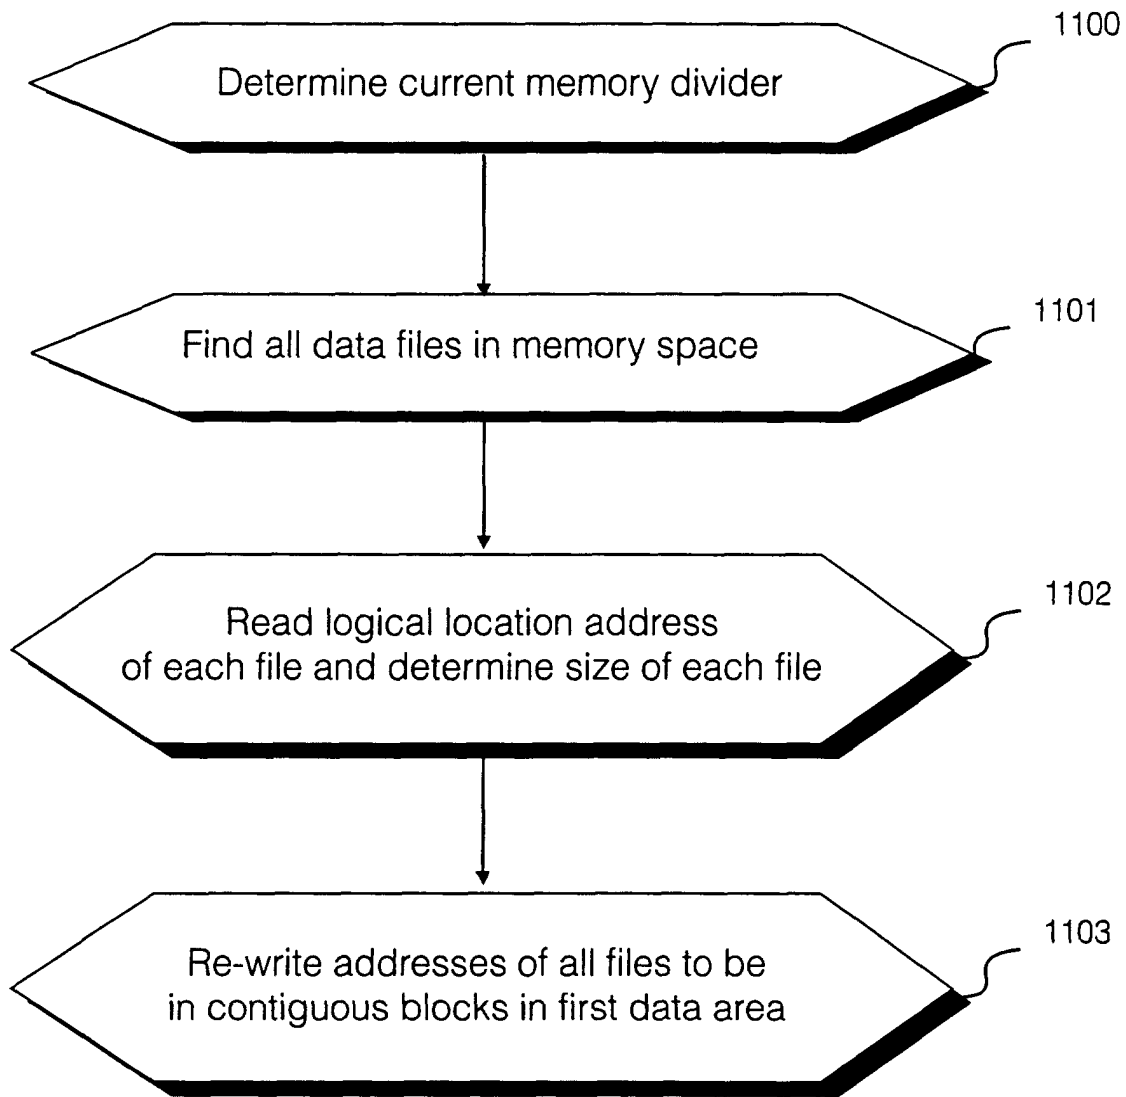 1100
Determine current memory divider
1101
Find all data files in memory space
1102
Read logical location address
of each file and determine size of each file
1103
Re-write addresses of all files to be
in contiguous blocks in first data area